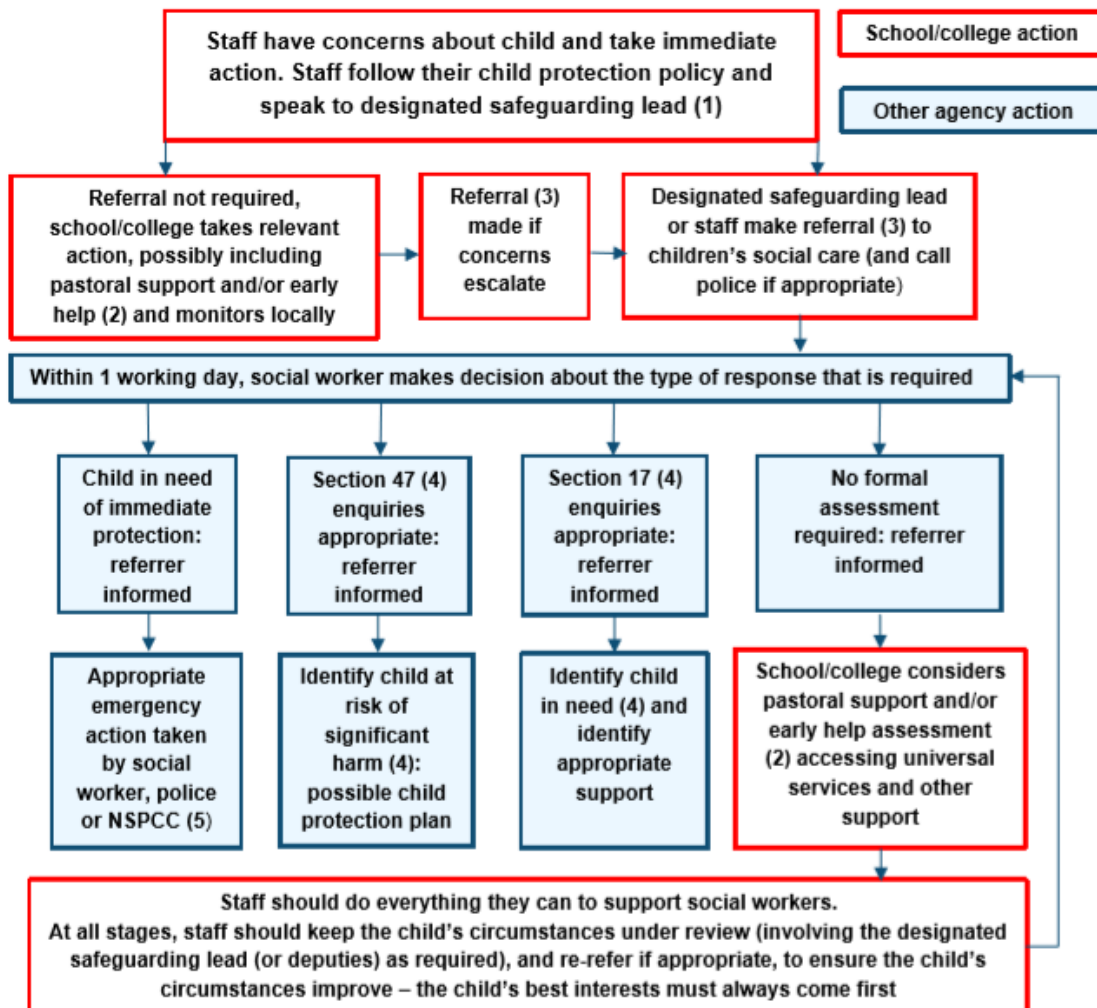 Staff have concerns about child and take immediate
action. Staff follow their child protection policy and
speak to designated safeguarding lead (1)
School/college action
Other agency action
Referral not required,
school/college takes relevant
action, possibly including
pastoral support and/or early
help (2) and monitors locally
Referral (3)
made if
concerns
escalate
Designated safeguarding lead
or staff make referral (3) to
children’s social care (and call
police if appropriate)
Within 1 working day, social worker makes decision about the type of response that is required
Child in need
of immediate
protection:
referrer
informed
Section 47 (4)
enquiries
appropriate:
referrer
informed
Section 17 (4)
enquiries
appropriate:
referrer
informed
No formal
assessment
required: referrer
informed
Appropriate
emergency
action taken
by social
worker, police
or NSPCC (5)
Identify child at
risk of
significant
harm (4):
possible child
protection plan
Identify child
in need (4) and
identify
appropriate
support
School/college considers
pastoral support and/or
early help assessment
(2) accessing universal
services and other
support
Staff should do everything they can to support social workers.
At all stages, staff should keep the child’s circumstances under review (involving the designated
safeguarding lead (or deputies) as required), and re-refer if appropriate, to ensure the child’s
circumstances improve – the child’s best interests must always come first